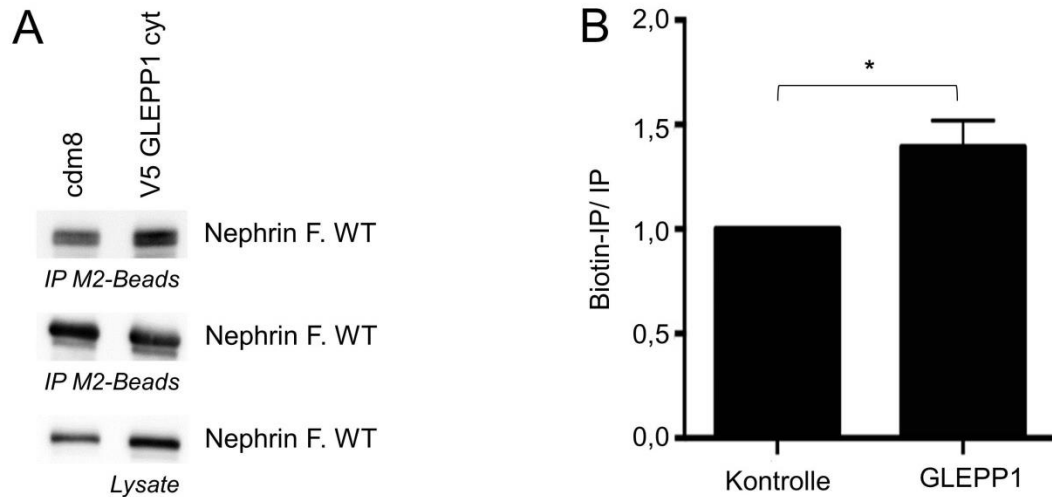 A
cdm8
V5 GLEPP1 cyt
Nephrin F. WT
IP M2-Beads
Nephrin F. WT
IP M2-Beads
Nephrin F. WT
Lysate
B
Biotin-IP/ IP
2,0
1,5
1,0
0,5
0,0
*
Kontrolle
GLEPP1